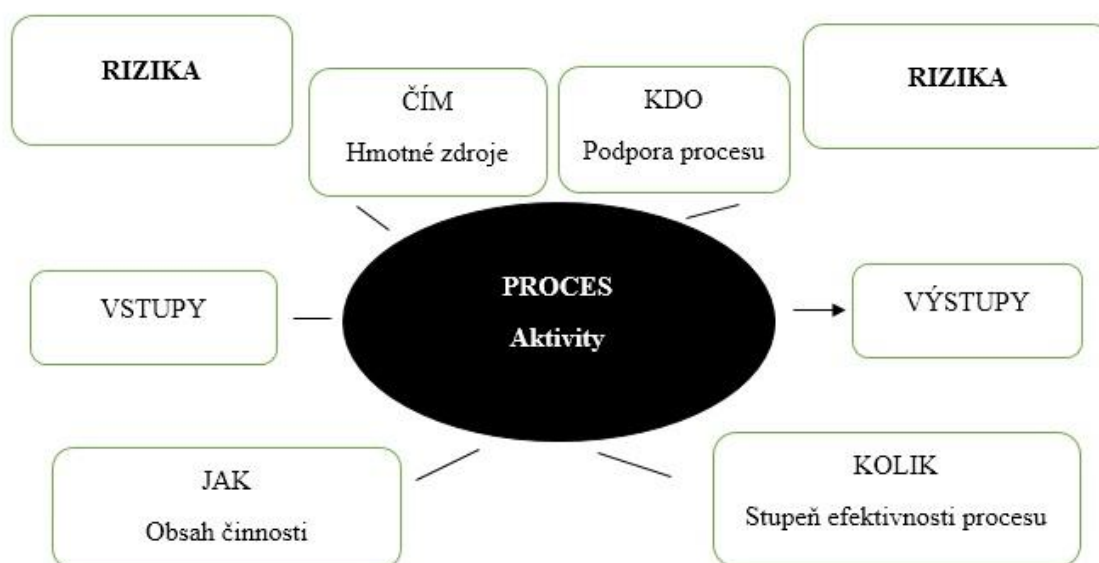 RIZIKA
ČÍM
Hmotné zdroje
KDO
Podpora procesu
RIZIKA
VSTUPY
PROCES
Aktivity
VÝSTUPY
JAK
Obsah činnosti
KOLIK
Stupeň efektivnosti procesu